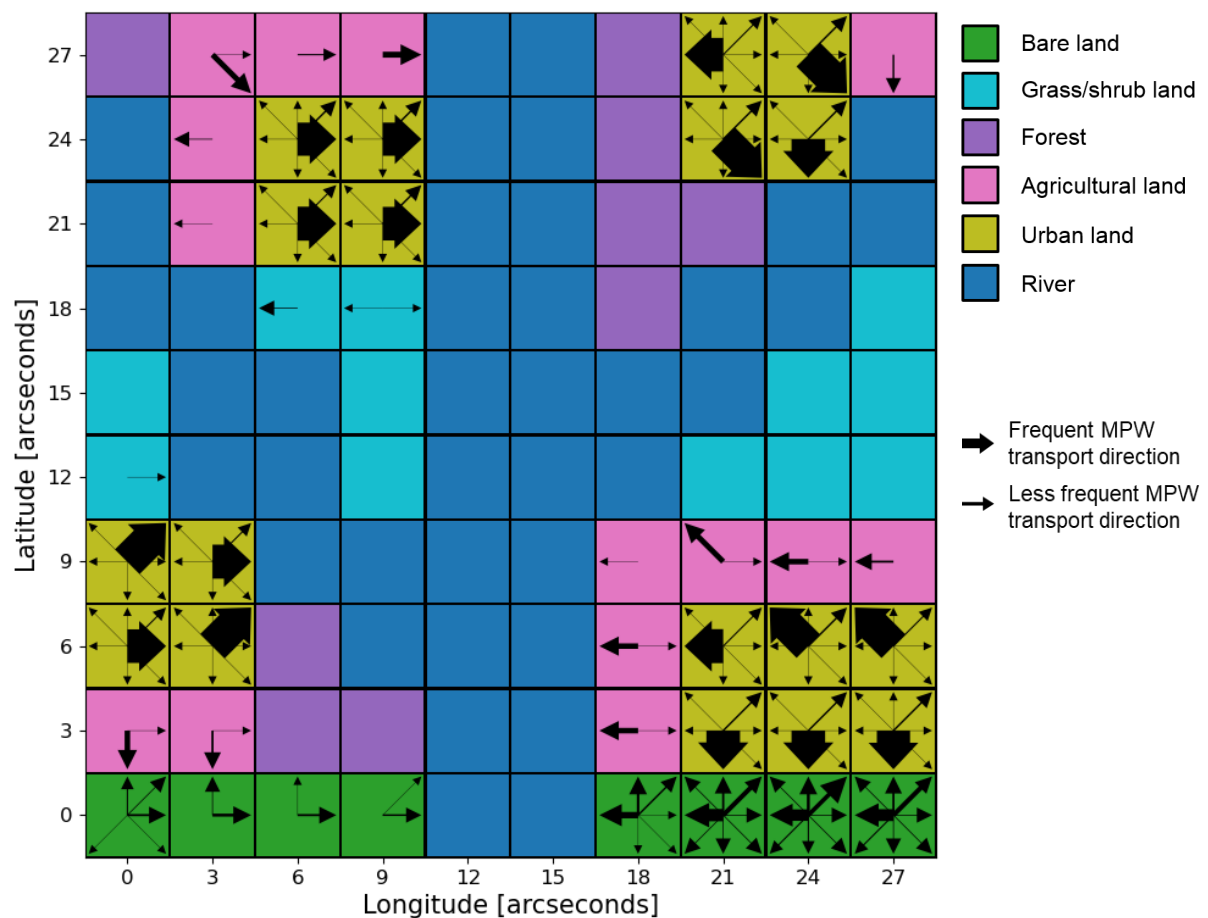 27
24
21
18
15
12
9
6
3
0
Latitude [arcseconds]
0 3 6 9 12 15 18 21 24 27
Longitude [arcseconds]
Bare land
Grass/shrub land
Forest
Agricultural land
Urban land
River
Frequent MPW
transport direction
Less frequent MPW
transport direction